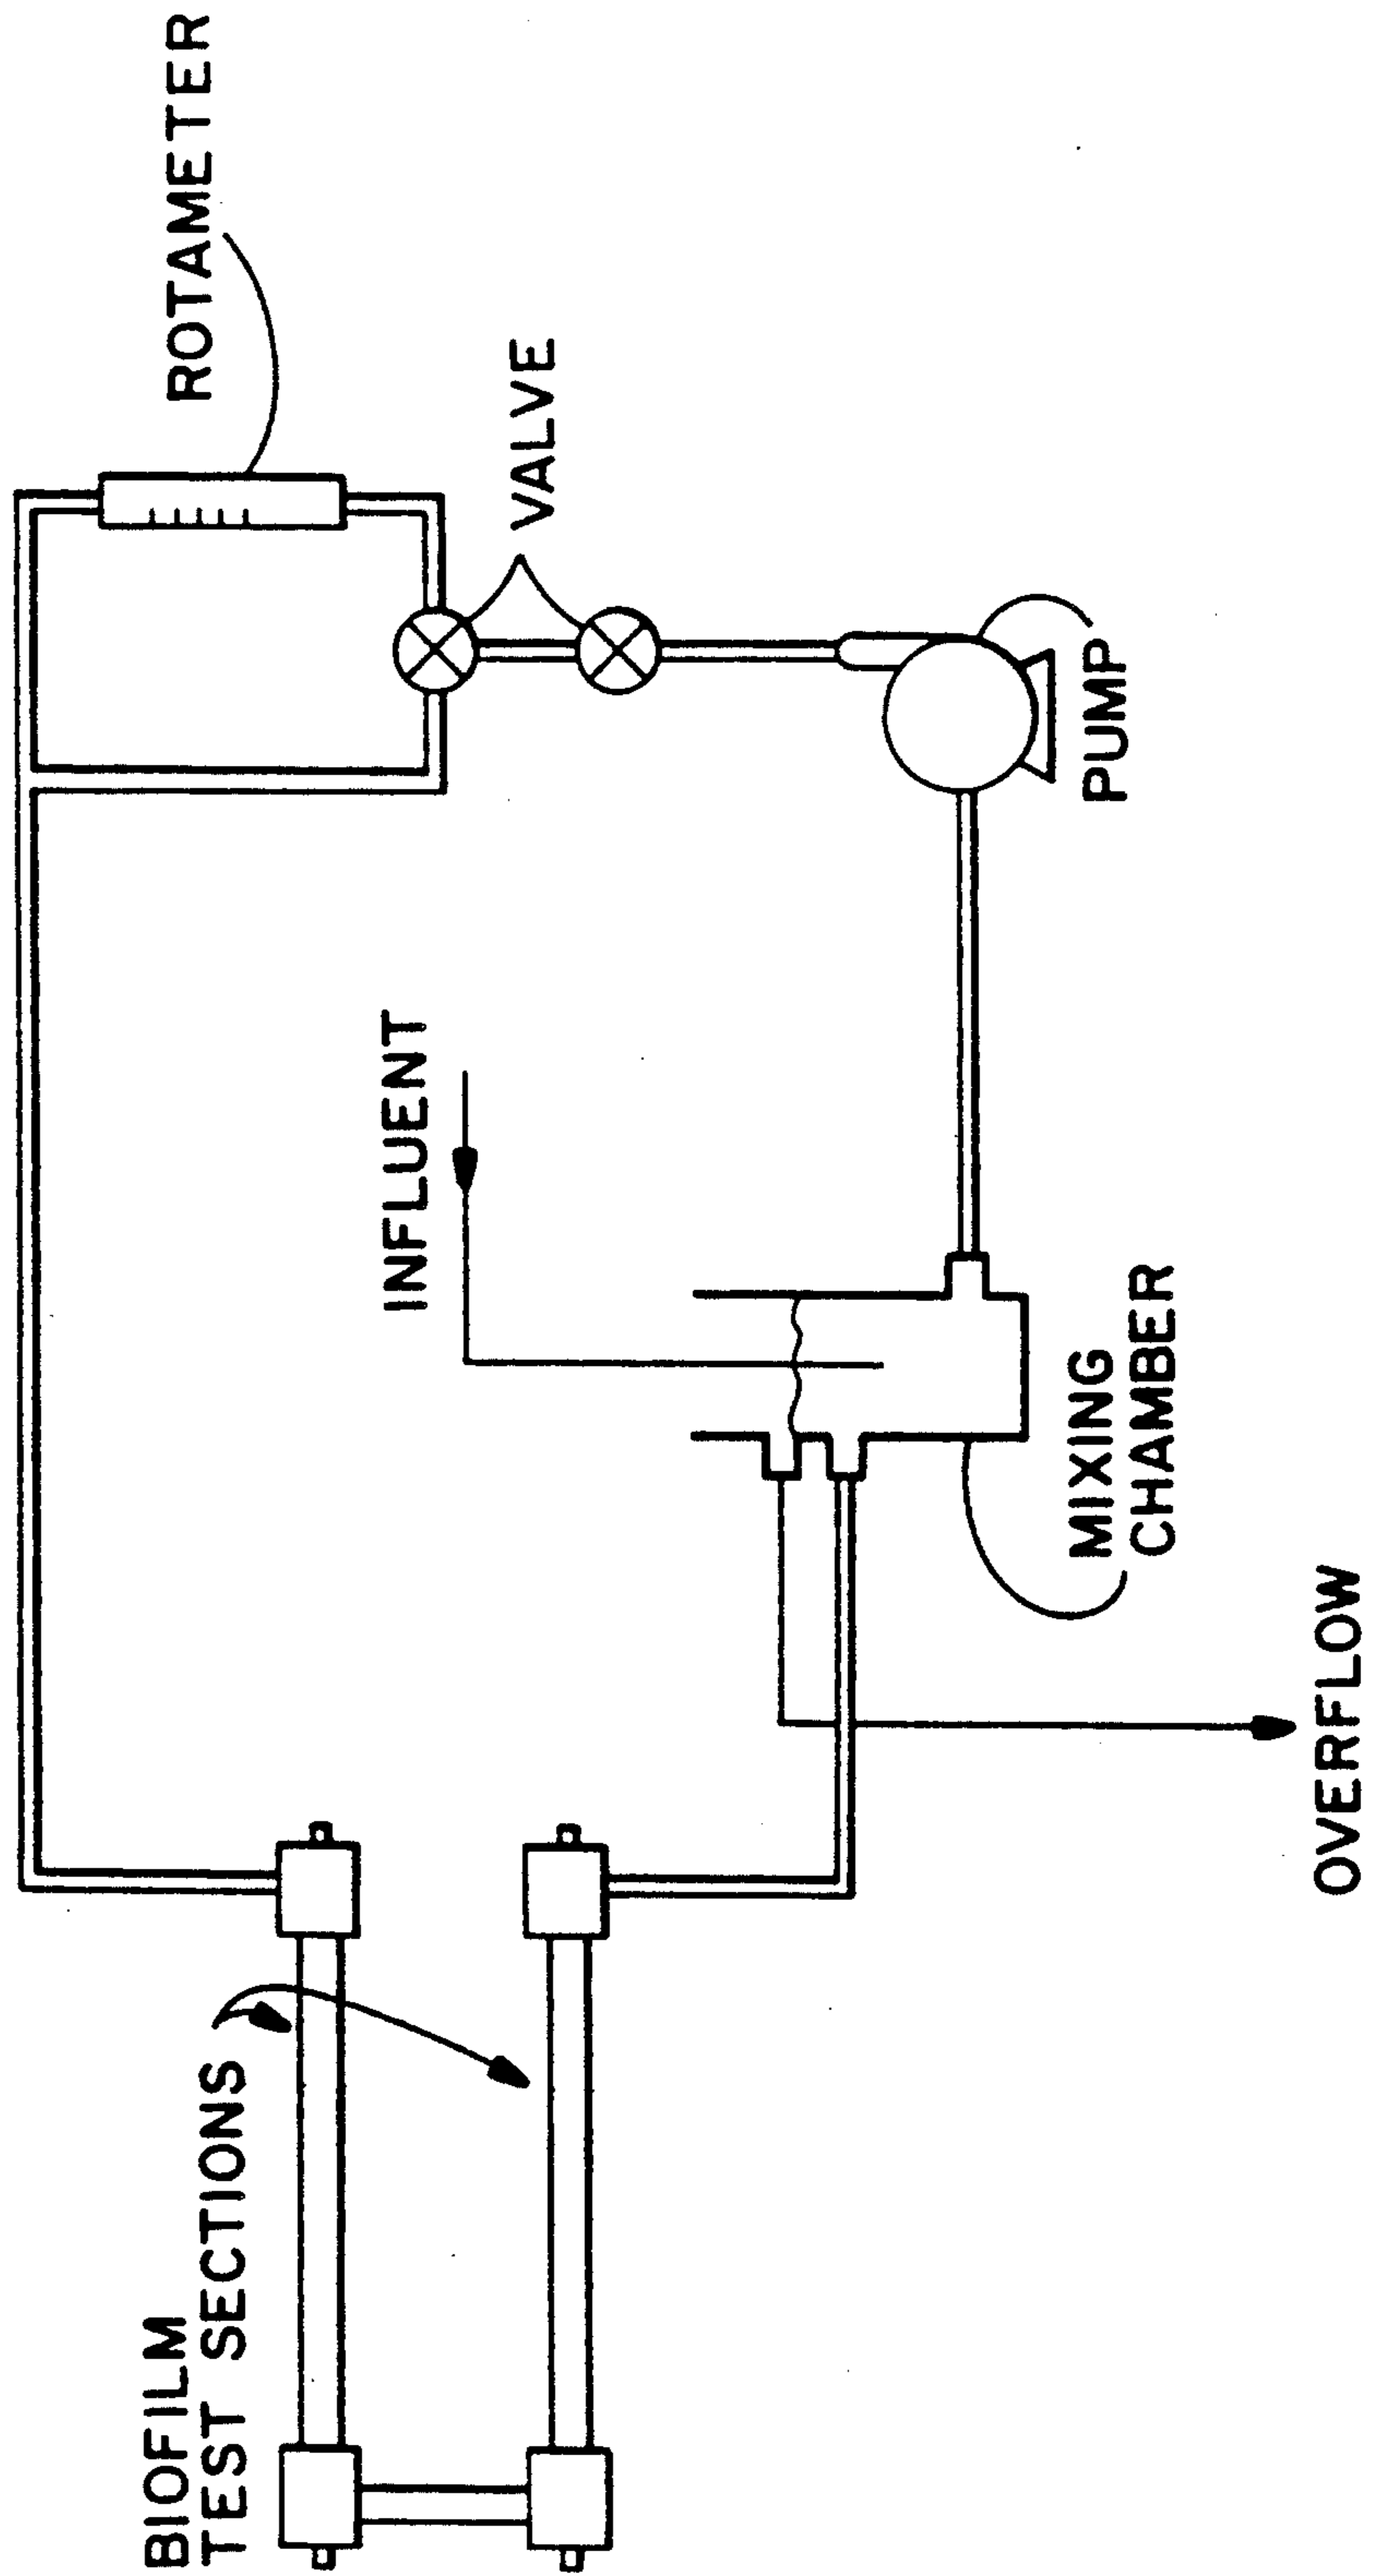 BIOFILM
TEST SECTIONS
INFLUENT
ROTAMETER
VALVE
PUMP
MIXING
CHAMBER
OVERFLOW